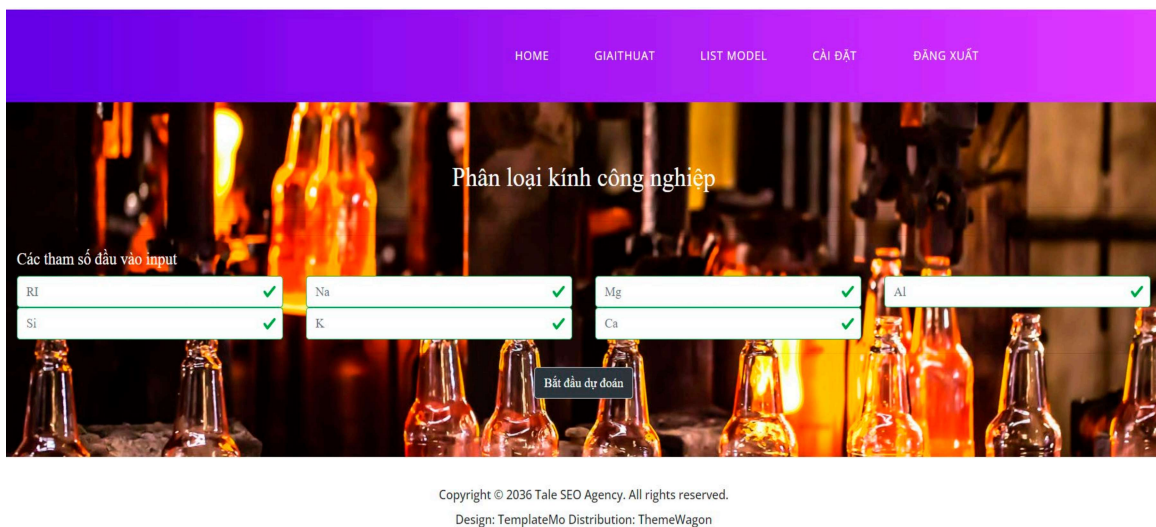 HOME GIAITHUAT LIST MODEL CÀI ĐẶT ĐĂNG XUẤT
Phân loại kính công nghiệp
Các tham số đầu vào input
RI Na Mg Al
Si K Ca
Bắt đầu dự đoán
Copyright © 2036 Tale SEO Agency. All rights reserved.
Design: TemplateMo Distribution: ThemeWagon